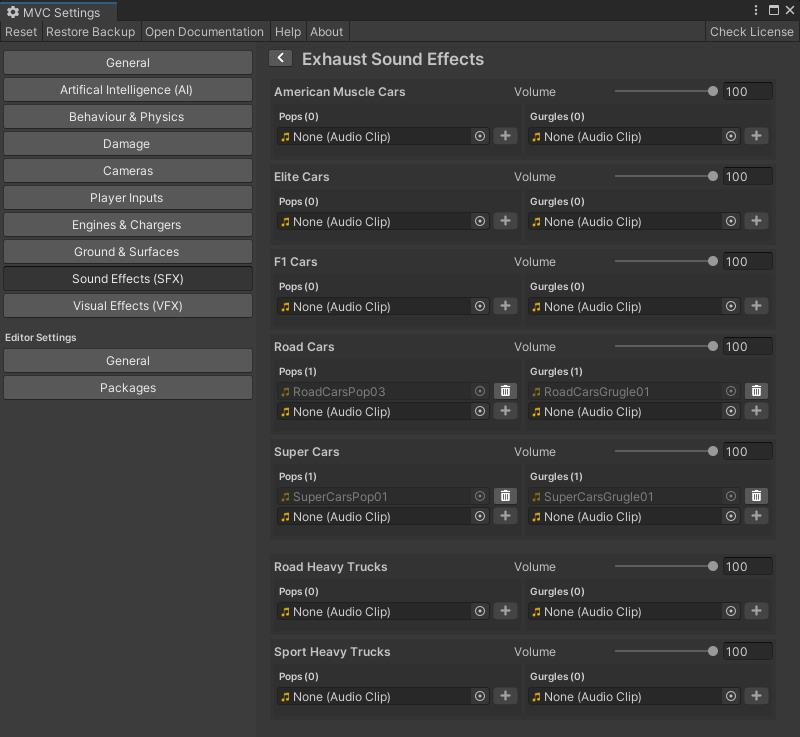 MVC Settings
Reset Restore Backup Open Documentation Help About Check License
General
Artifical Intelligence (AI)
Behaviour & Physics
Damage
Cameras
Player Inputs
Engines & Chargers
Ground & Surfaces
Sound Effects (SFX)
Visual Effects (VFX)
Editor Settings
General
Packages
Exhaust Sound Effects
American Muscle Cars Volume 100
Pops (0) Gurgles (0)
None (Audio Clip) None (Audio Clip)
Elite Cars Volume 100
Pops (0) Gurgles (0)
None (Audio Clip) None (Audio Clip)
F1 Cars Volume 100
Pops (0) Gurgles (0)
None (Audio Clip) None (Audio Clip)
Road Cars Volume 100
Pops (1) Gurgles (1)
RoadCarsPop03 RoadCarsGrugle01
None (Audio Clip) None (Audio Clip)
Super Cars Volume 100
Pops (1) Gurgles (1)
SuperCarsPop01 SuperCarsGrugle01
None (Audio Clip) None (Audio Clip)
Road Heavy Trucks Volume 100
Pops (0) Gurgles (0)
None (Audio Clip) None (Audio Clip)
Sport Heavy Trucks Volume 100
Pops (0) Gurgles (0)
None (Audio Clip) None (Audio Clip)